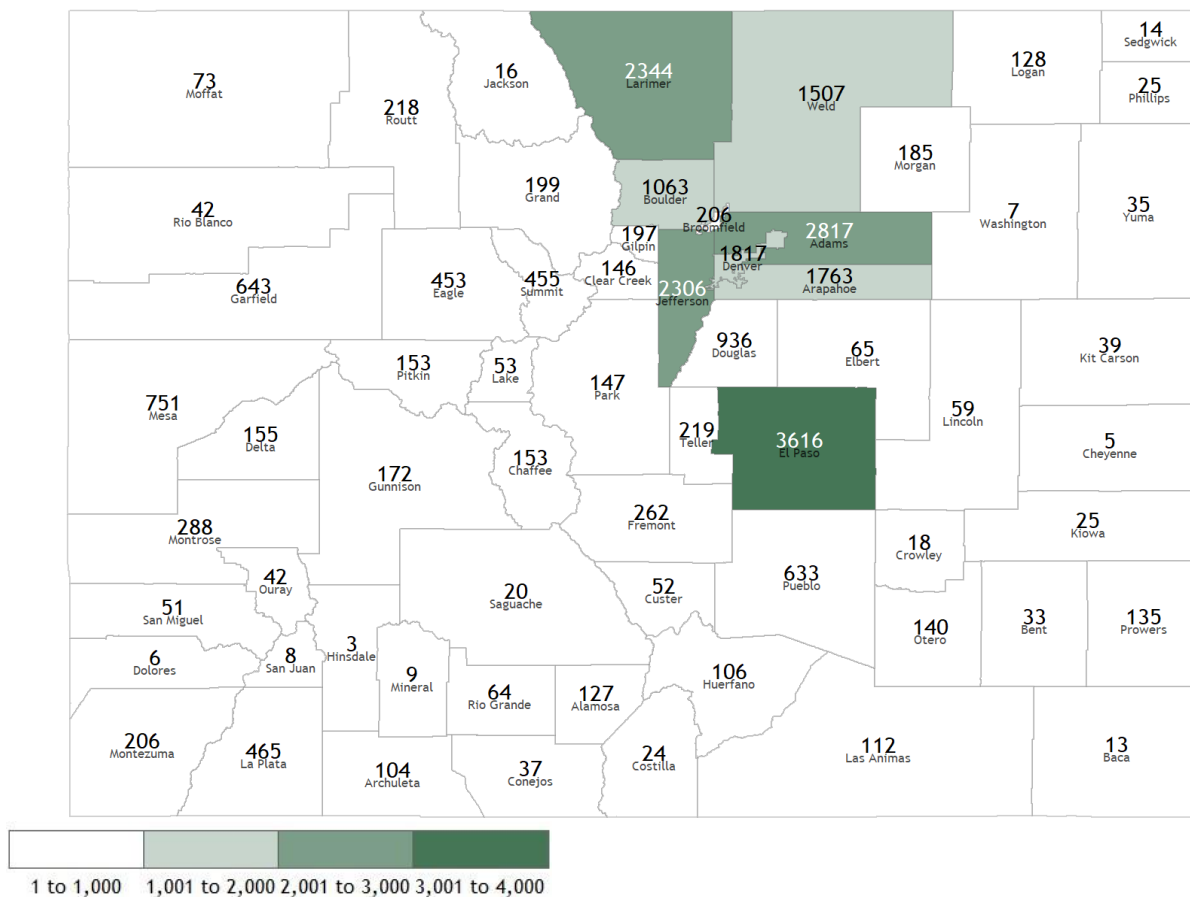 14
Sedgwick
16
Jackson
128
Logan
2344
Larimer
73
Moffat
25
Phillips
1507
Weld
218
Routt
185
Morgan
199
Grand
1063
Boulder
42
Rio Blanco
206
Broomfield
7
Washington
35
Yuma
197
Gilpin
2817
Adams
1817
Denver
146
Clear Creek
643
Garfield
453
Eagle
455
Summit
2306
Jefferson
1763
Arapahoe
936
Douglas
65
Elbert
39
Kit Carson
153
Pitkin
53
Lake
147
Park
751
Mesa
59
Lincoln
155
Delta
219
Teller
3616
El Paso
5
Cheyenne
172
Gunnison
153
Chaffee
262
Fremont
25
Kiowa
288
Montrose
18
Crowley
42
Ouray
20
Saguache
52
Custer
633
Pueblo
51
San Miguel
140
Otero
33
Bent
135
Prowers
6
Dolores
8
San Juan
3
Hinsdale
9
Mineral
106
Huerfano
64
Rio Grande
127
Alamosa
206
Montezuma
465
La Plata
24
Costilla
112
Las Animas
13
Baca
104
Archuleta
37
Conejos
1 to 1,000 1,001 to 2,000 2,001 to 3,000 3,001 to 4,000